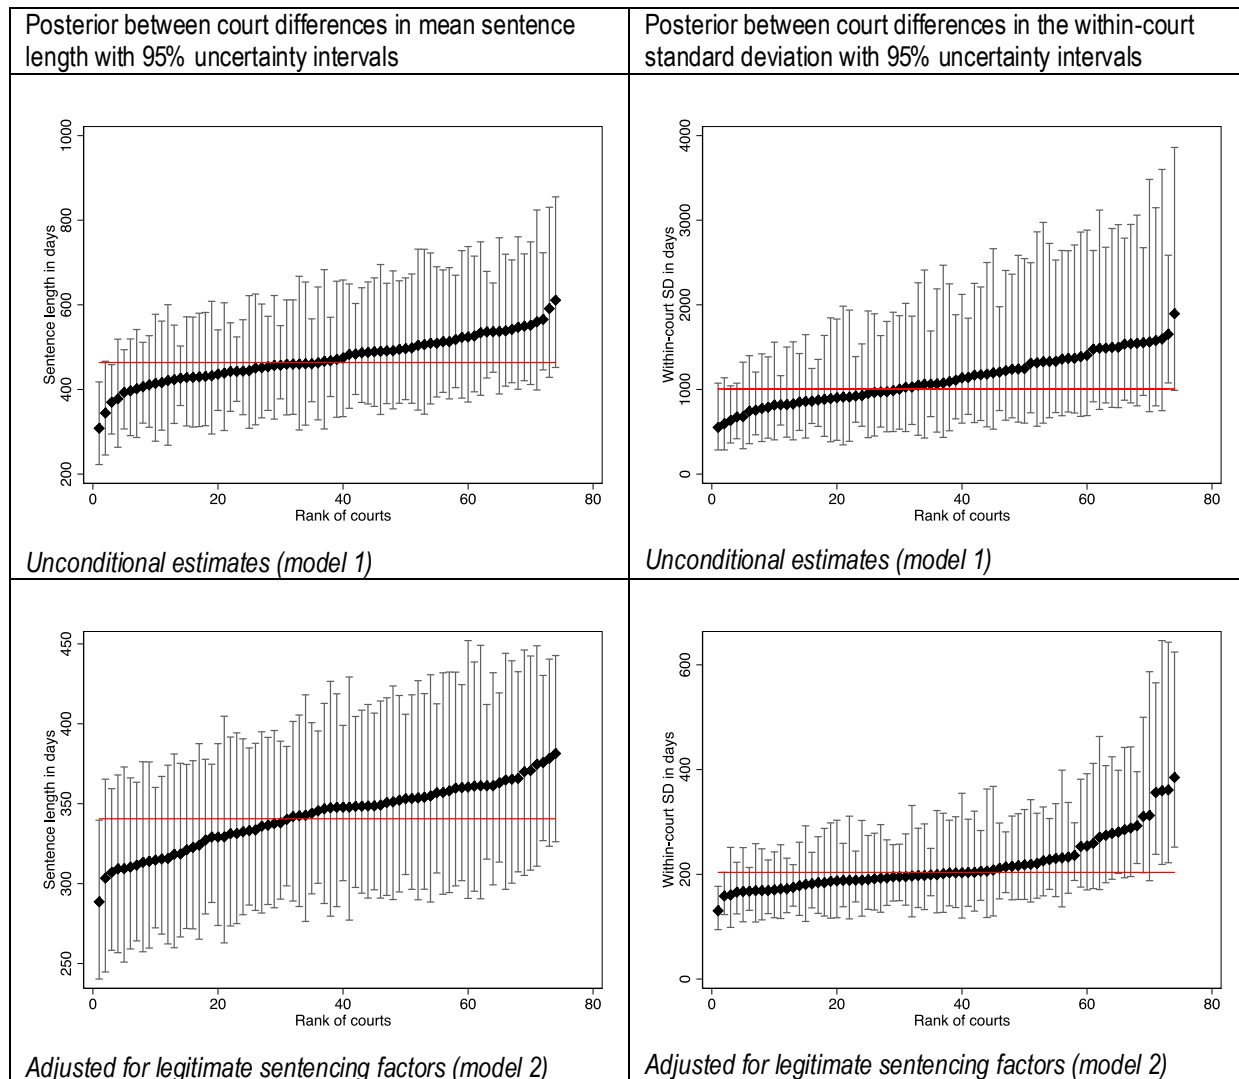 Posterior between court differences in mean sentence
length with 95% uncertainty intervals
Posterior between court differences in the within-court
standard deviation with 95% uncertainty intervals
Sentence length in days
1000
800
600
400
200
0
20
40
60
80
Rank of courts
Unconditional estimates (model 1)
Within-court SD in days
4000
3000
2000
1000
0
0
20
40
60
80
Rank of courts
Unconditional estimates (model 1)
Sentence length in days
450
400
350
300
250
0
20
40
60
80
Rank of courts
Adjusted for legitimate sentencing factors (model 2)
Within-court SD in days
600
400
200
0
0
20
40
60
80
Rank of courts
Adjusted for legitimate sentencing factors (model 2)